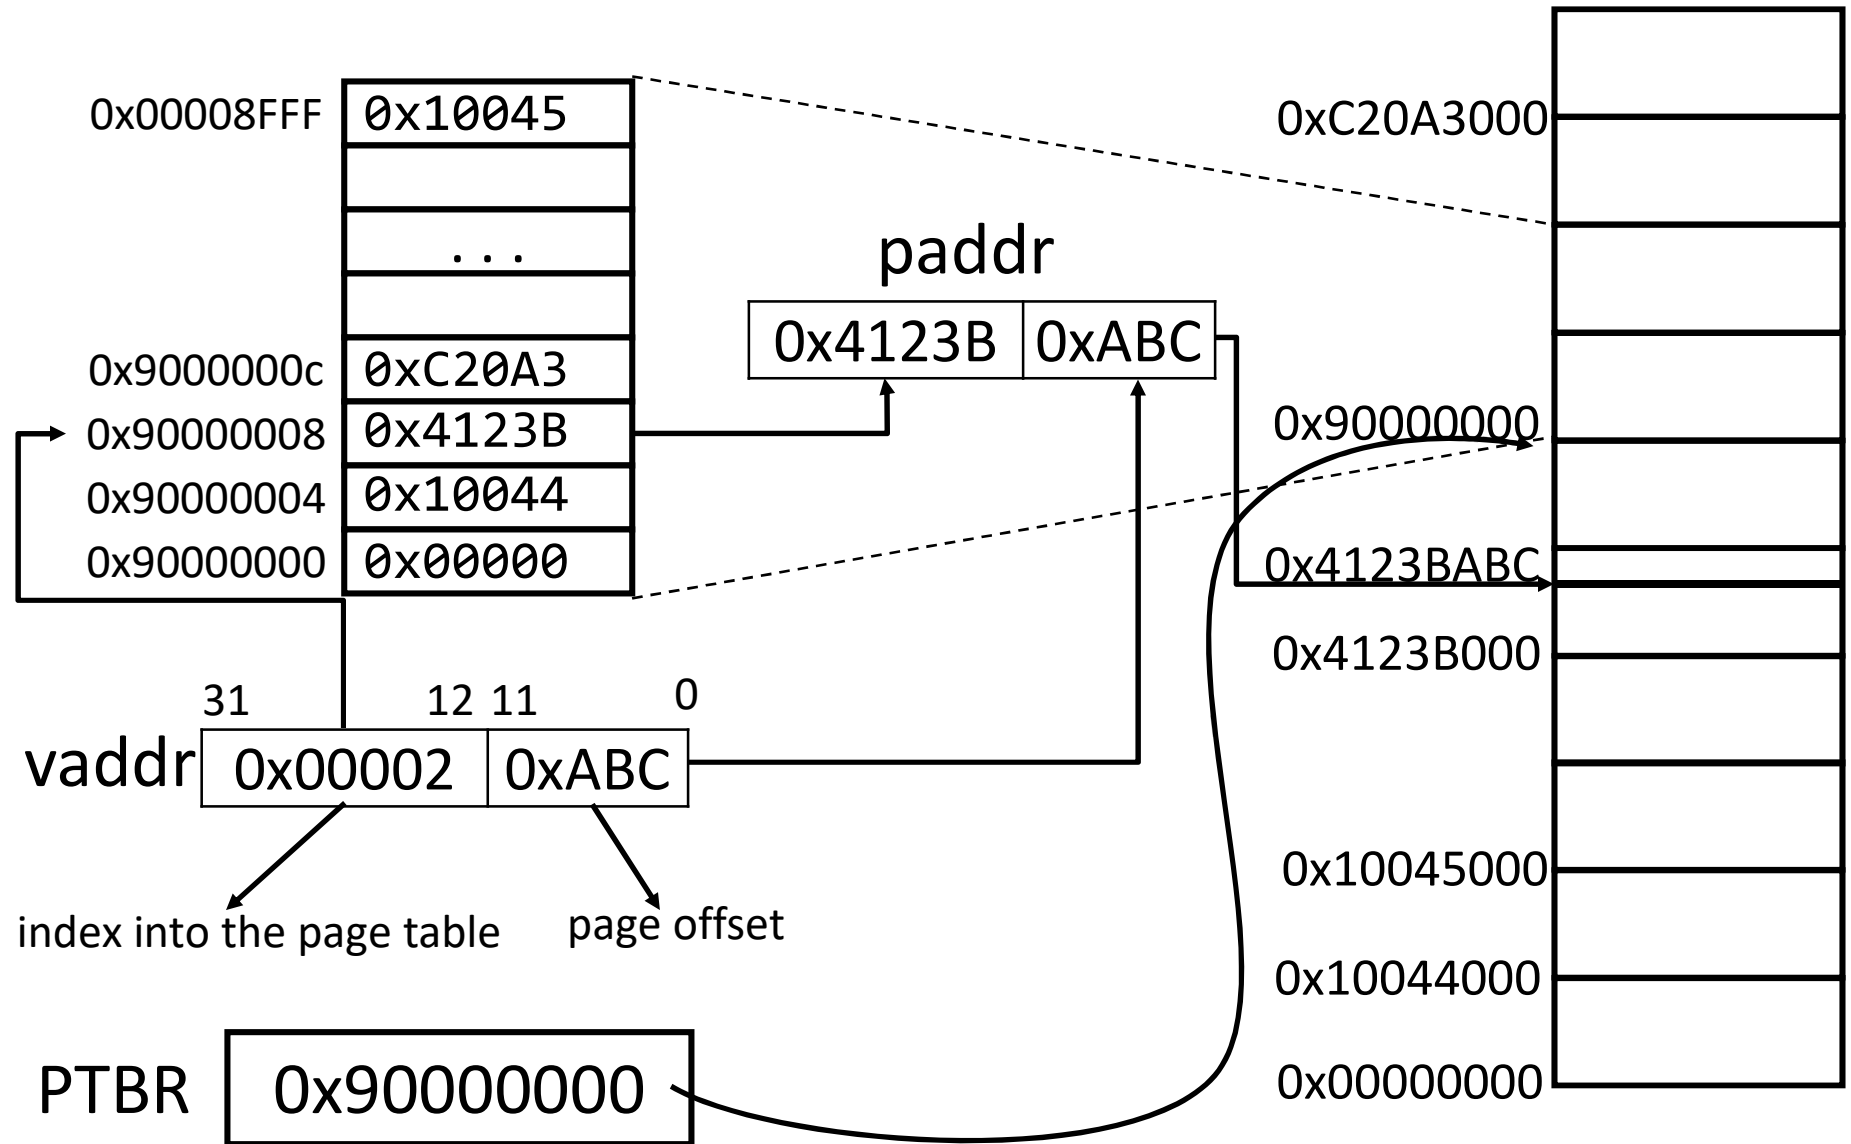 0x00008FFF 0x10045
. . .
0x9000000c 0xC20A3
0x90000008 0x4123B
0x90000004 0x10044
0x90000000 0x00000
paddr
0x4123B 0xABC
31 12 11 0
vaddr 0x00002 0xABC
index into the page table
page offset
PTBR 0x90000000
0xC20A3000
0x90000000
0x4123BABC
0x4123B000
0x10045000
0x10044000
0x00000000